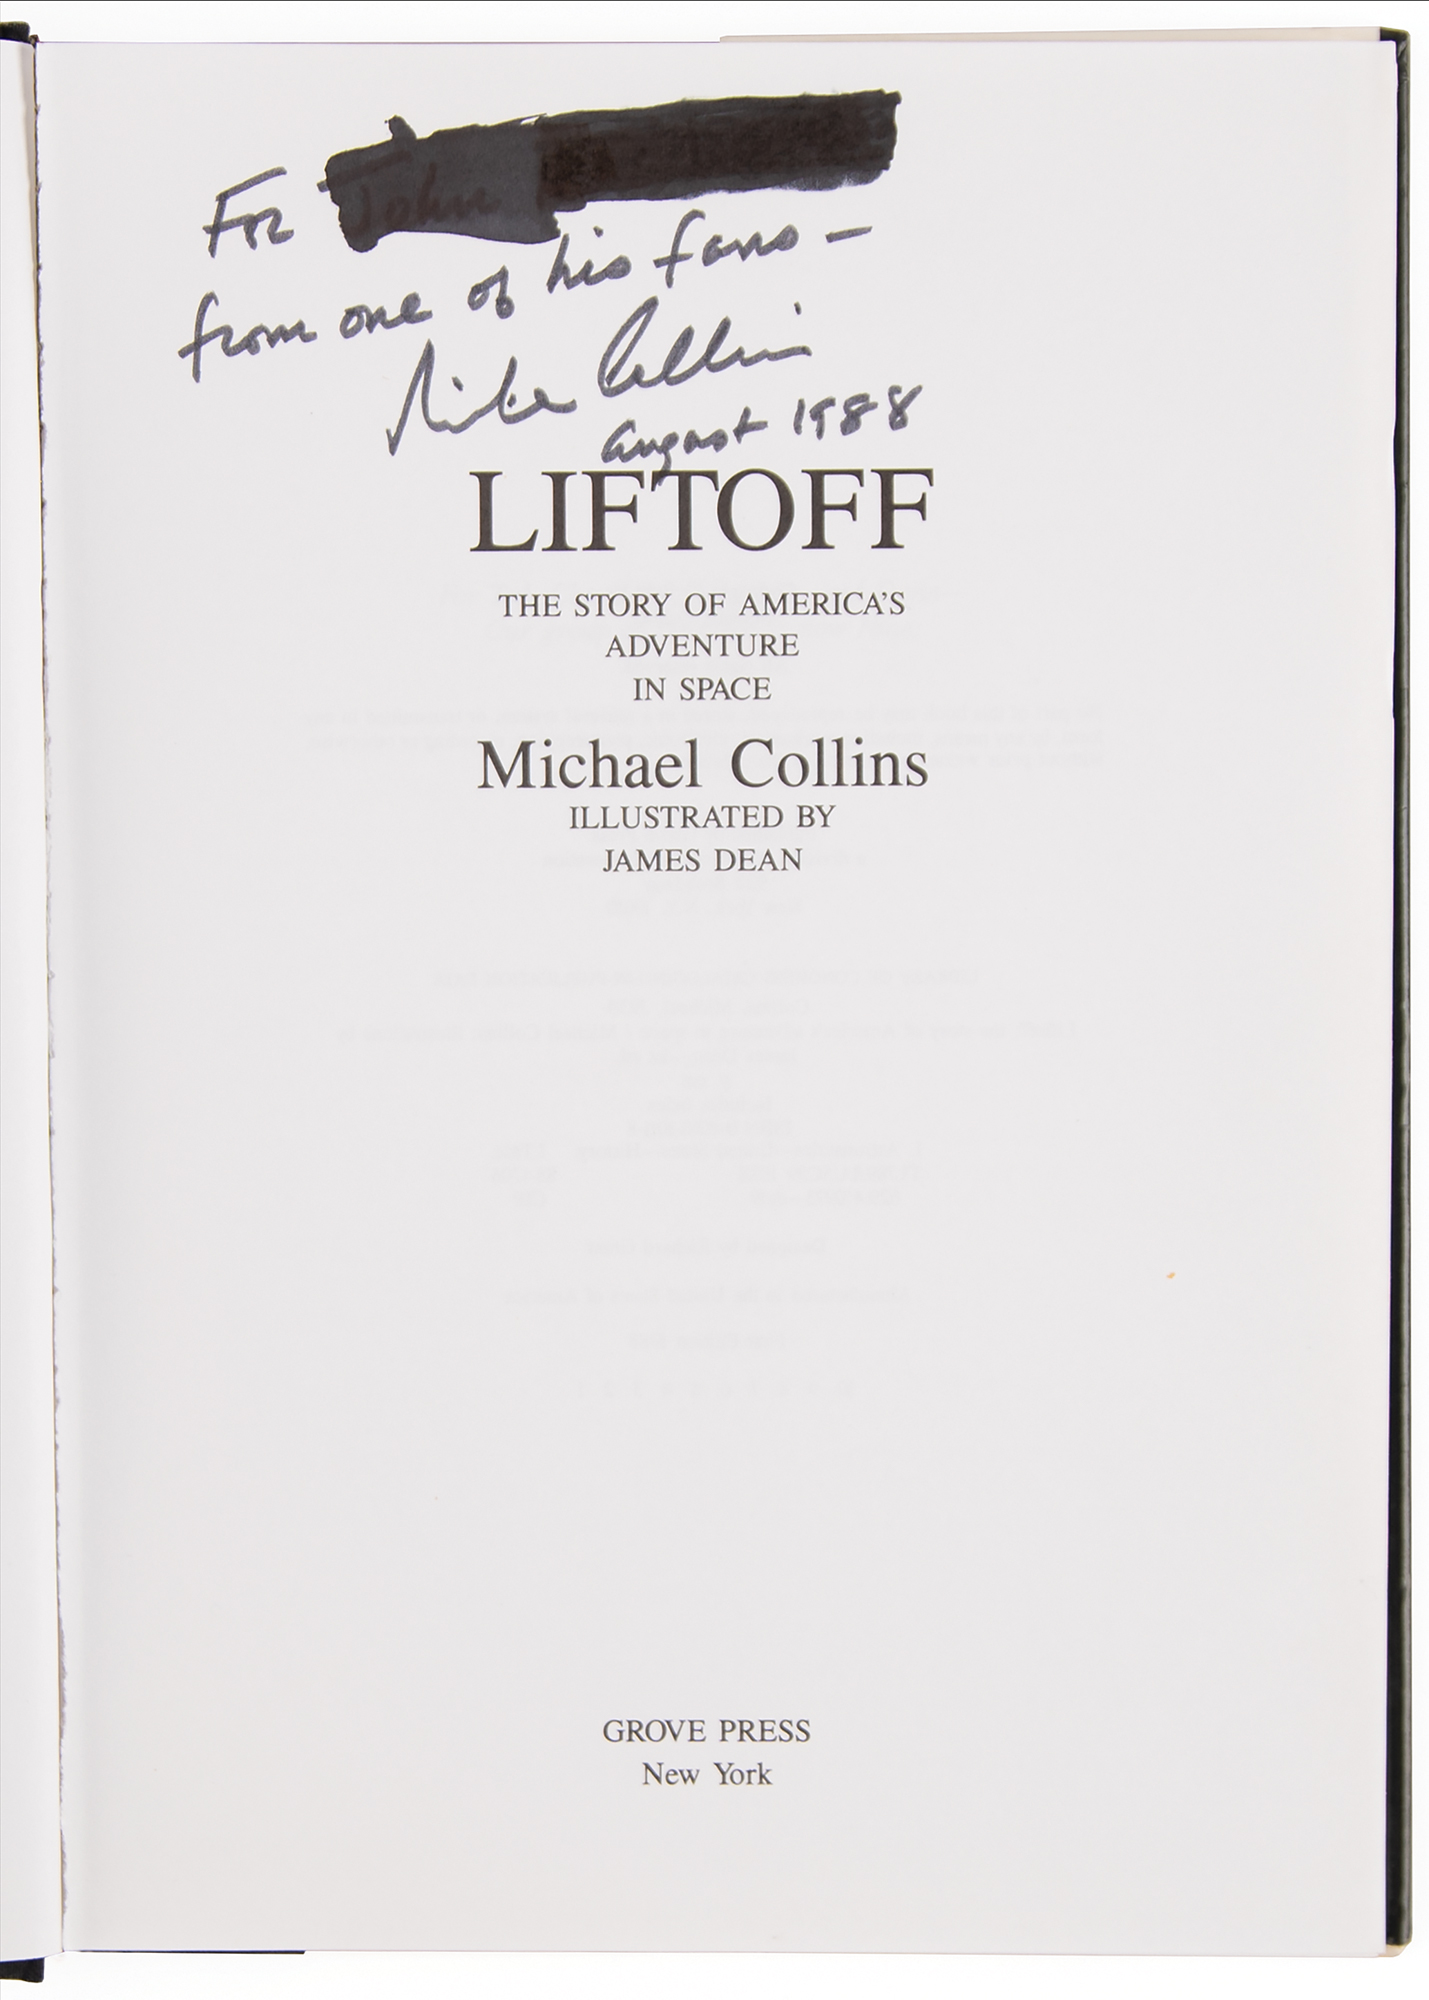 For John
from one of his fans —
Mike Collins
August 1988
LIFTOFF
THE STORY OF AMERICA'S
ADVENTURE
IN SPACE
Michael Collins
ILLUSTRATED BY
JAMES DEAN
GROVE PRESS
New York